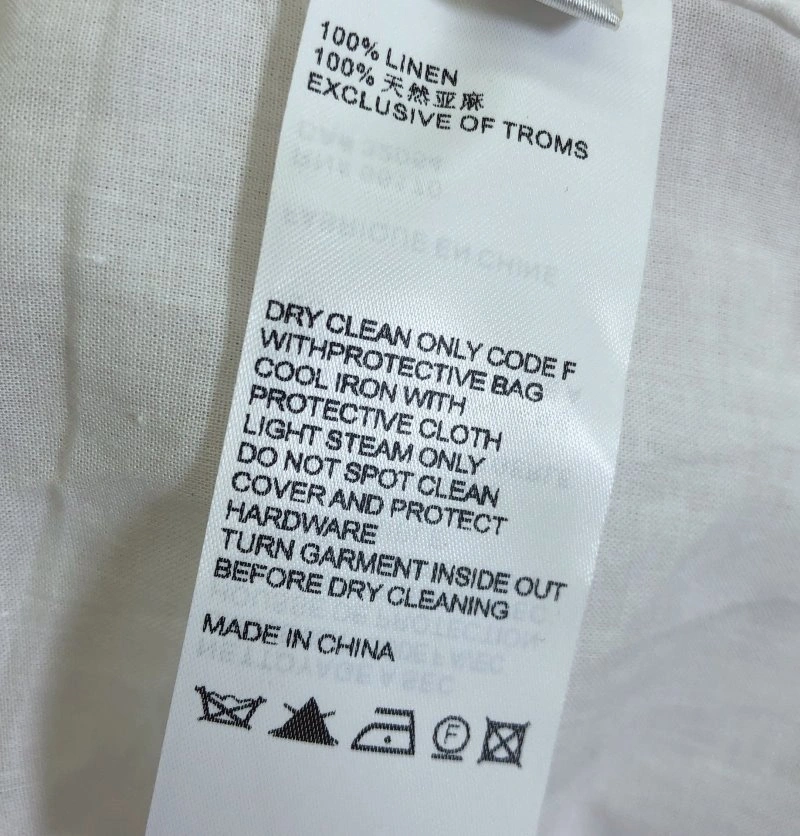 100% LINEN
100% 天然亚麻
EXCLUSIVE OF TROMS
DRY CLEAN ONLY CODE F
WITHPROTECTIVE BAG
COOL IRON WITH
PROTECTIVE CLOTH
LIGHT STEAM ONLY
DO NOT SPOT CLEAN
COVER AND PROTECT
HARDWARE
TURN GARMENT INSIDE OUT
BEFORE DRY CLEANING
MADE IN CHINA
F